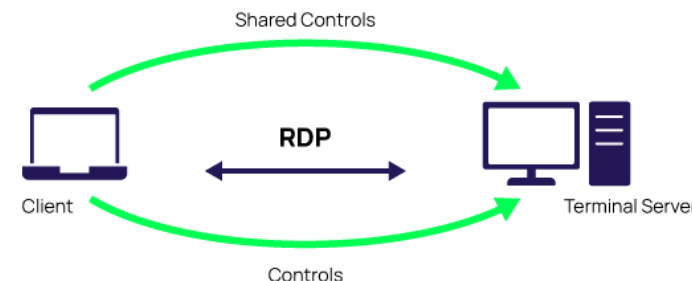 Shared Controls
RDP
Client
Terminal Server
Controls